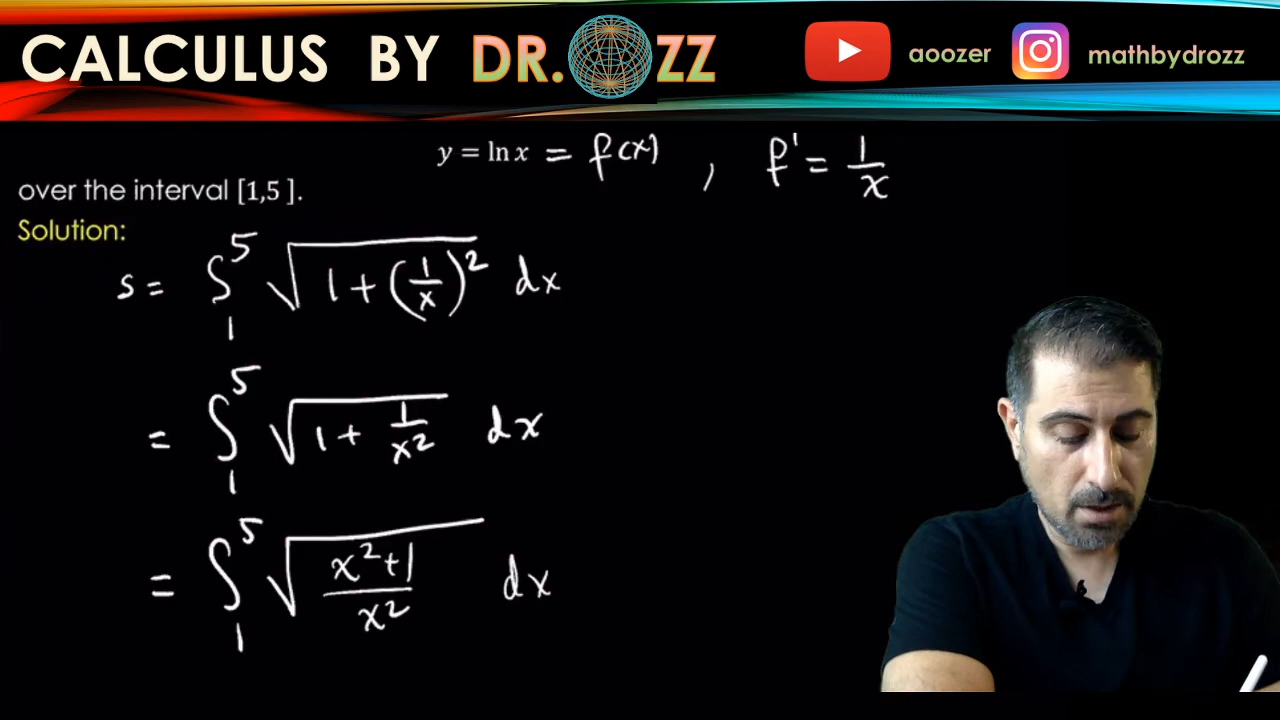 CALCULUS BY DR. OZZ
aoozer
mathbydrozz
y = ln x = f(x) , f' = 1/x
over the interval [1,5 ].
Solution:
s = ∫₁⁵ √(1 + (1/x)²) dx
= ∫₁⁵ √(1 + 1/x²) dx
= ∫₁⁵ √((x²+1)/x²) dx